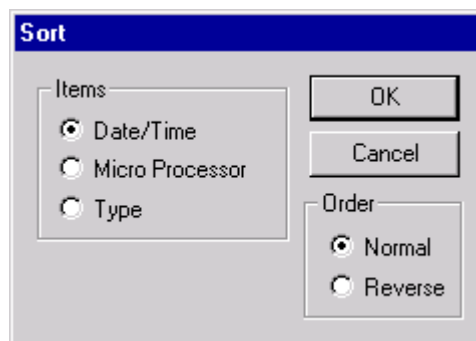 Sort
Items
Date/Time
Micro Processor
Type
OK
Cancel
Order
Normal
Reverse